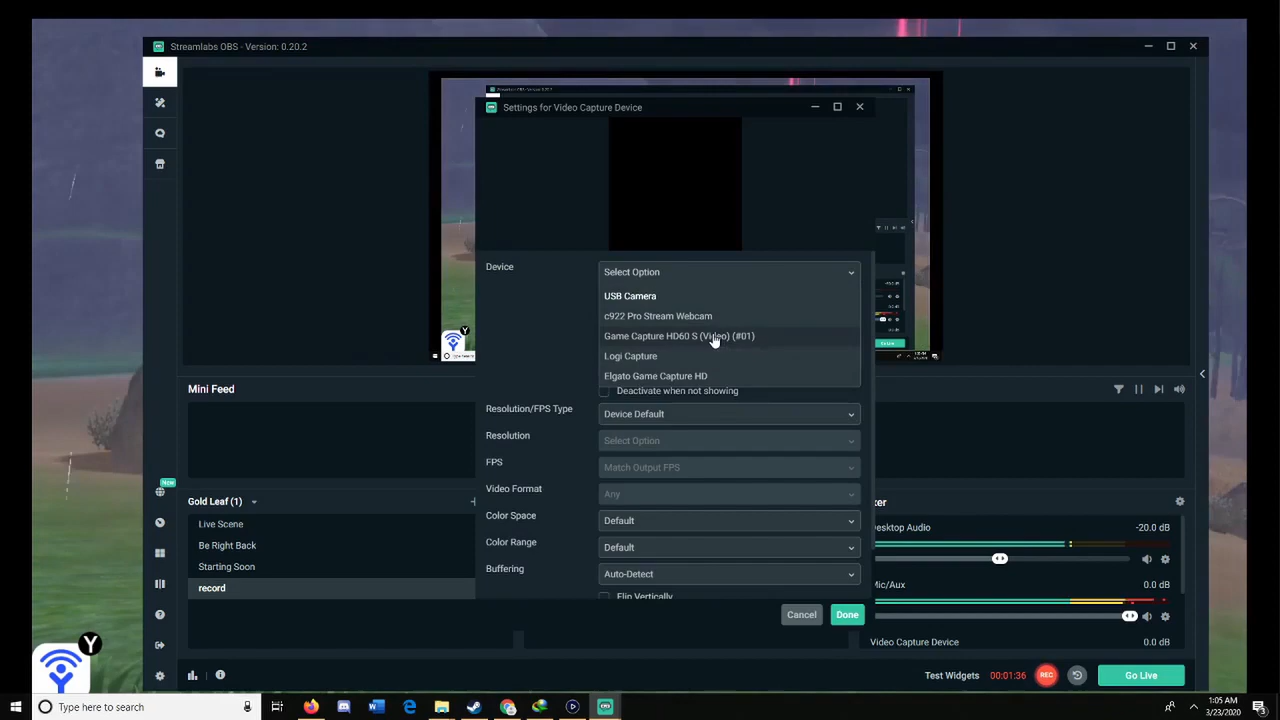 Streamlabs OBS - Version: 0.20.2
Settings for Video Capture Device
Device
Select Option
USB Camera
c922 Pro Stream Webcam
Game Capture HD60 S (Video) (#01)
Logi Capture
Elgato Game Capture HD
Deactivate when not showing
Resolution/FPS Type
Device Default
Resolution
Select Option
FPS
Match Output FPS
Video Format
Any
Color Space
Default
Color Range
Default
Buffering
Auto-Detect
Flip Vertically
Cancel
Done
Mini Feed
New
Gold Leaf (1)
Live Scene
Be Right Back
Starting Soon
record
xer
Desktop Audio
-20.0 dB
Mic/Aux
0.0 dB
Video Capture Device
0.0 dB
Test Widgets
00:01:36
REC
Go Live
Y
Y
Type here to search
1:05 AM
3/23/2020
3